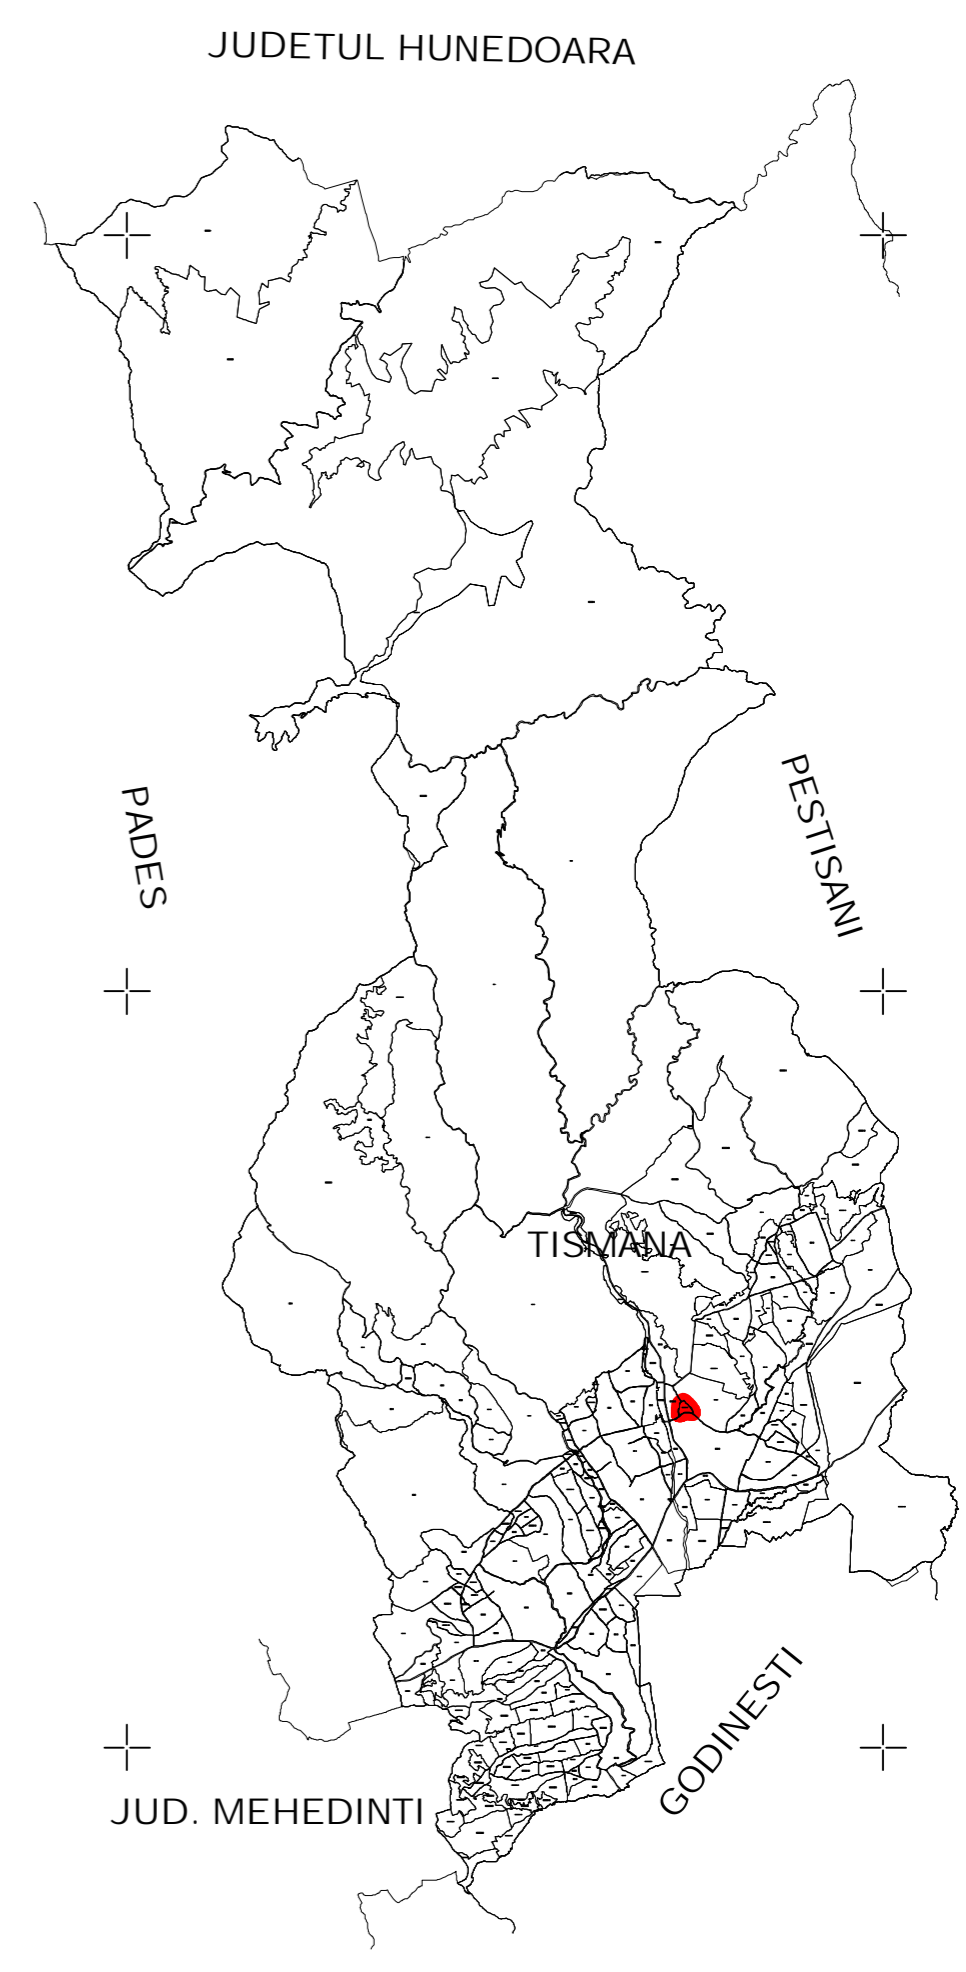 JUDETUL HUNEDOARA
PADES
PESTISANI
TISMANA
GODINESTI
JUD. MEHEDINTI